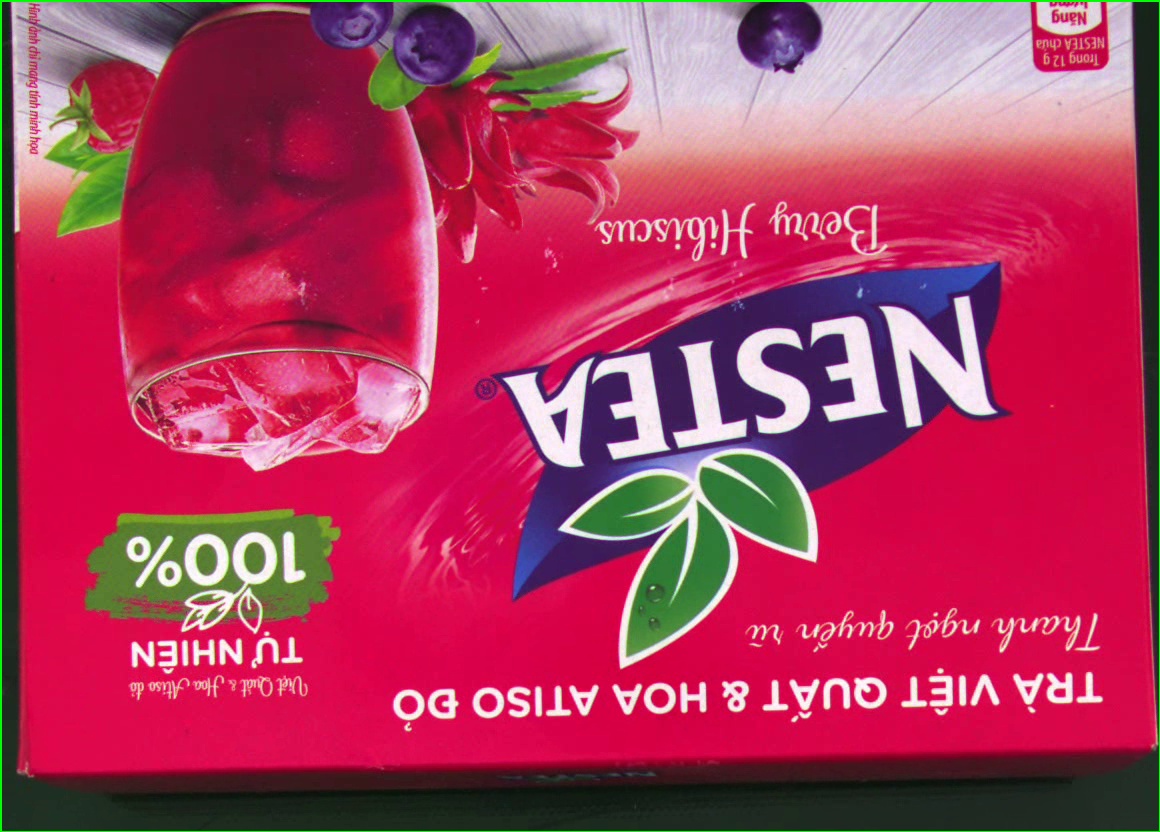 TRÀ VIỆT QUẤT & HOA ATISO ĐỎ
Thanh ngọt quyến rũ
NESTEA®
Berry Hibiscus
Việt Quất & Hoa Atiso đỏ
TỰ NHIÊN
100%
Trong 12 g
NESTEA chứa
Năng
lượng
Hình ảnh chỉ mang tính minh họa